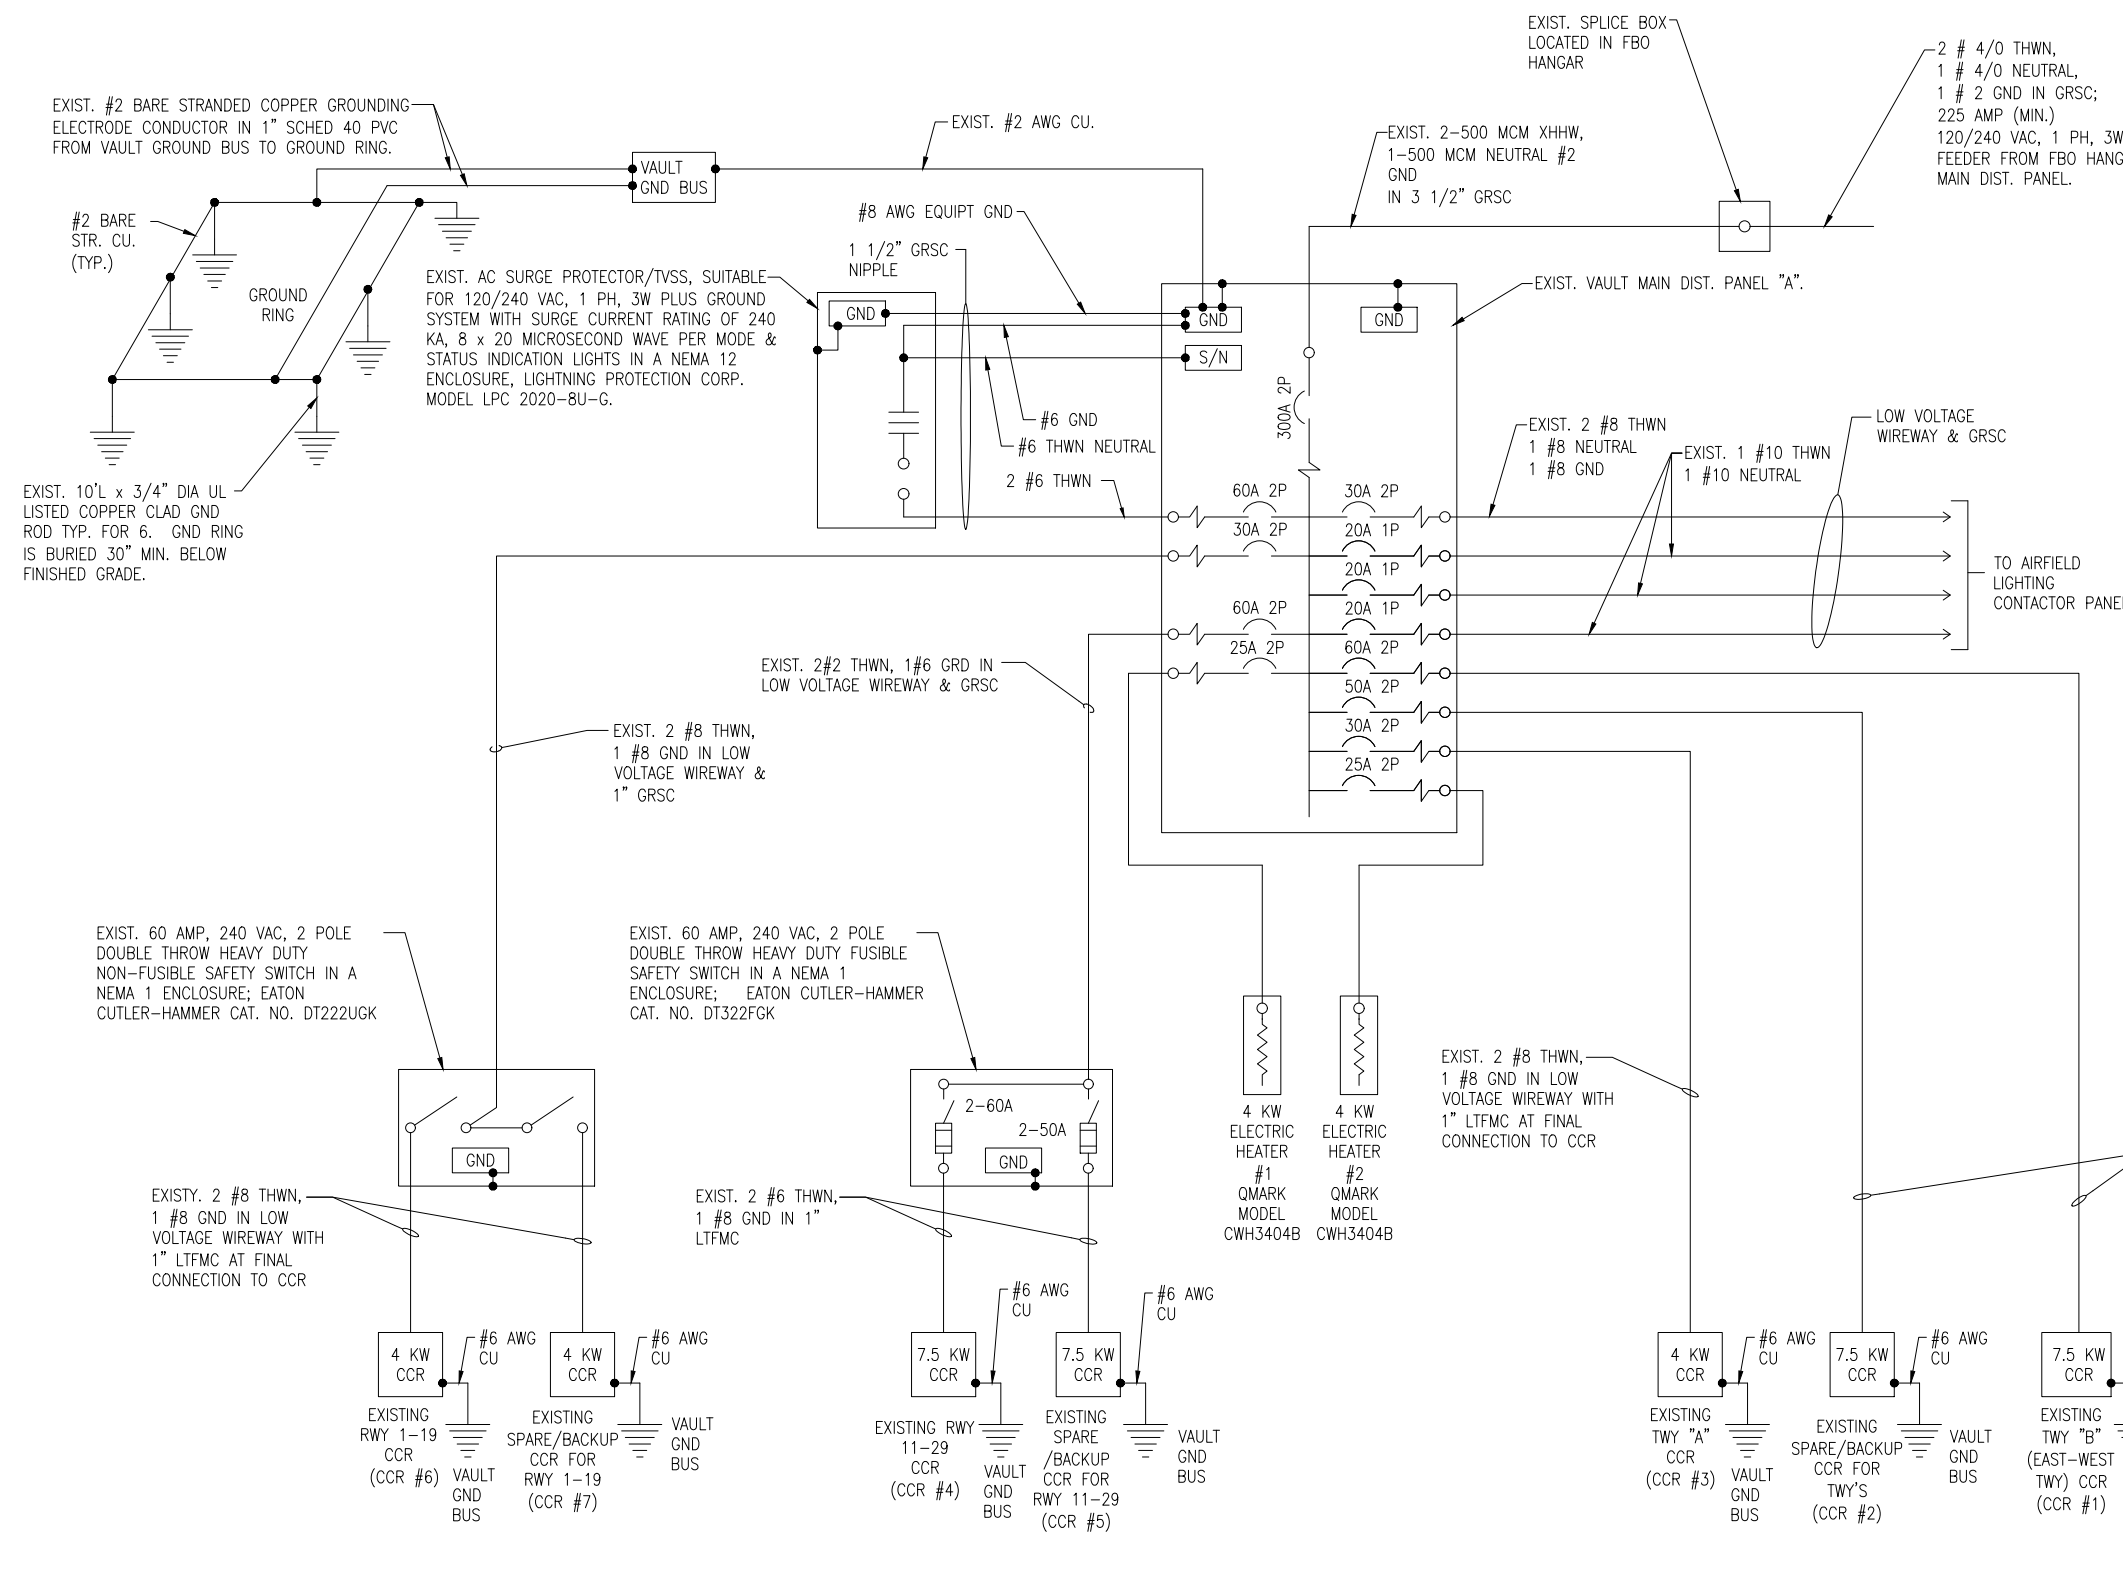 EXIST. SPLICE BOX
LOCATED IN FBO
HANGAR
2 # 4/0 THWN,
1 # 4/0 NEUTRAL,
1 # 2 GND IN GRSC;
225 AMP (MIN.)
120/240 VAC, 1 PH, 3W
FEEDER FROM FBO HANG
MAIN DIST. PANEL.
EXIST. #2 BARE STRANDED COPPER GROUNDING
ELECTRODE CONDUCTOR IN 1" SCHED 40 PVC
FROM VAULT GROUND BUS TO GROUND RING.
VAULT
GND BUS
EXIST. #2 AWG CU.
EXIST. 2-500 MCM XHHW,
1-500 MCM NEUTRAL #2
GND
IN 3 1/2" GRSC
#2 BARE
STR. CU.
(TYP.)
GROUND
RING
#8 AWG EQUIPT GND
1 1/2" GRSC
NIPPLE
EXIST. AC SURGE PROTECTOR/TVSS, SUITABLE
FOR 120/240 VAC, 1 PH, 3W PLUS GROUND
SYSTEM WITH SURGE CURRENT RATING OF 240
KA, 8 x 20 MICROSECOND WAVE PER MODE &
STATUS INDICATION LIGHTS IN A NEMA 12
ENCLOSURE, LIGHTNING PROTECTION CORP.
MODEL LPC 2020-8U-G.
GND
GND
S/N
GND
EXIST. VAULT MAIN DIST. PANEL "A".
300A 2P
#6 GND
#6 THWN NEUTRAL
2 #6 THWN
EXIST. 2 #8 THWN
1 #8 NEUTRAL
1 #8 GND
EXIST. 1 #10 THWN
1 #10 NEUTRAL
LOW VOLTAGE
WIREWAY & GRSC
EXIST. 10'L x 3/4" DIA UL
LISTED COPPER CLAD GND
ROD TYP. FOR 6. GND RING
IS BURIED 30" MIN. BELOW
FINISHED GRADE.
60A 2P
30A 2P
30A 2P
20A 1P
20A 1P
60A 2P
20A 1P
25A 2P
60A 2P
50A 2P
30A 2P
25A 2P
TO AIRFIELD
LIGHTING
CONTACTOR PANEL
EXIST. 2#2 THWN, 1#6 GRD IN
LOW VOLTAGE WIREWAY & GRSC
EXIST. 2 #8 THWN,
1 #8 GND IN LOW
VOLTAGE WIREWAY &
1" GRSC
EXIST. 60 AMP, 240 VAC, 2 POLE
DOUBLE THROW HEAVY DUTY
NON-FUSIBLE SAFETY SWITCH IN A
NEMA 1 ENCLOSURE; EATON
CUTLER-HAMMER CAT. NO. DT222UGK
EXIST. 60 AMP, 240 VAC, 2 POLE
DOUBLE THROW HEAVY DUTY FUSIBLE
SAFETY SWITCH IN A NEMA 1
ENCLOSURE; EATON CUTLER-HAMMER
CAT. NO. DT322FGK
GND
2-60A
2-50A
GND
4 KW
ELECTRIC
HEATER
#1
QMARK
MODEL
CWH3404B
4 KW
ELECTRIC
HEATER
#2
QMARK
MODEL
CWH3404B
EXIST. 2 #8 THWN,
1 #8 GND IN LOW
VOLTAGE WIREWAY WITH
1" LTFMC AT FINAL
CONNECTION TO CCR
EXISTY. 2 #8 THWN,
1 #8 GND IN LOW
VOLTAGE WIREWAY WITH
1" LTFMC AT FINAL
CONNECTION TO CCR
EXIST. 2 #6 THWN,
1 #8 GND IN 1"
LTFMC
4 KW
CCR
#6 AWG
CU
EXISTING
RWY 1-19
CCR
(CCR #6)
VAULT
GND
BUS
4 KW
CCR
#6 AWG
CU
EXISTING
SPARE/BACKUP
CCR FOR
RWY 1-19
(CCR #7)
VAULT
GND
BUS
7.5 KW
CCR
#6 AWG
CU
EXISTING RWY
11-29
CCR
(CCR #4)
VAULT
GND
BUS
7.5 KW
CCR
#6 AWG
CU
EXISTING
SPARE
/BACKUP
CCR FOR
RWY 11-29
(CCR #5)
VAULT
GND
BUS
4 KW
CCR
#6 AWG
CU
EXISTING
TWY "A"
CCR
(CCR #3)
VAULT
GND
BUS
7.5 KW
CCR
#6 AWG
CU
EXISTING
SPARE/BACKUP
CCR FOR
TWY'S
(CCR #2)
VAULT
GND
BUS
7.5 KW
CCR
EXISTING
TWY "B"
(EAST-WEST
TWY) CCR
(CCR #1)